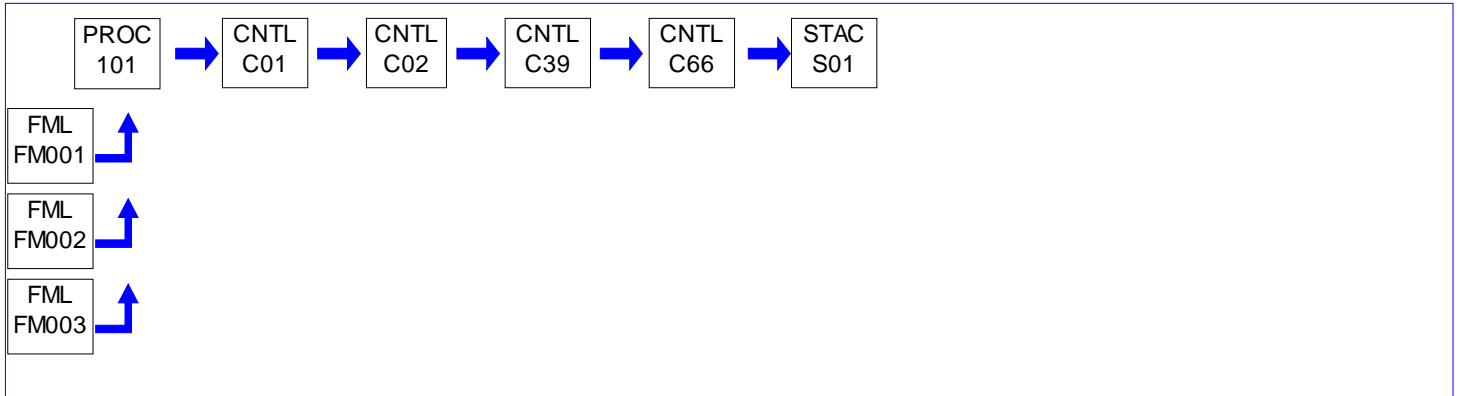 PROC
101
CNTL
C01
CNTL
C02
CNTL
C39
CNTL
C66
STAC
S01
FML
FM001
FML
FM002
FML
FM003